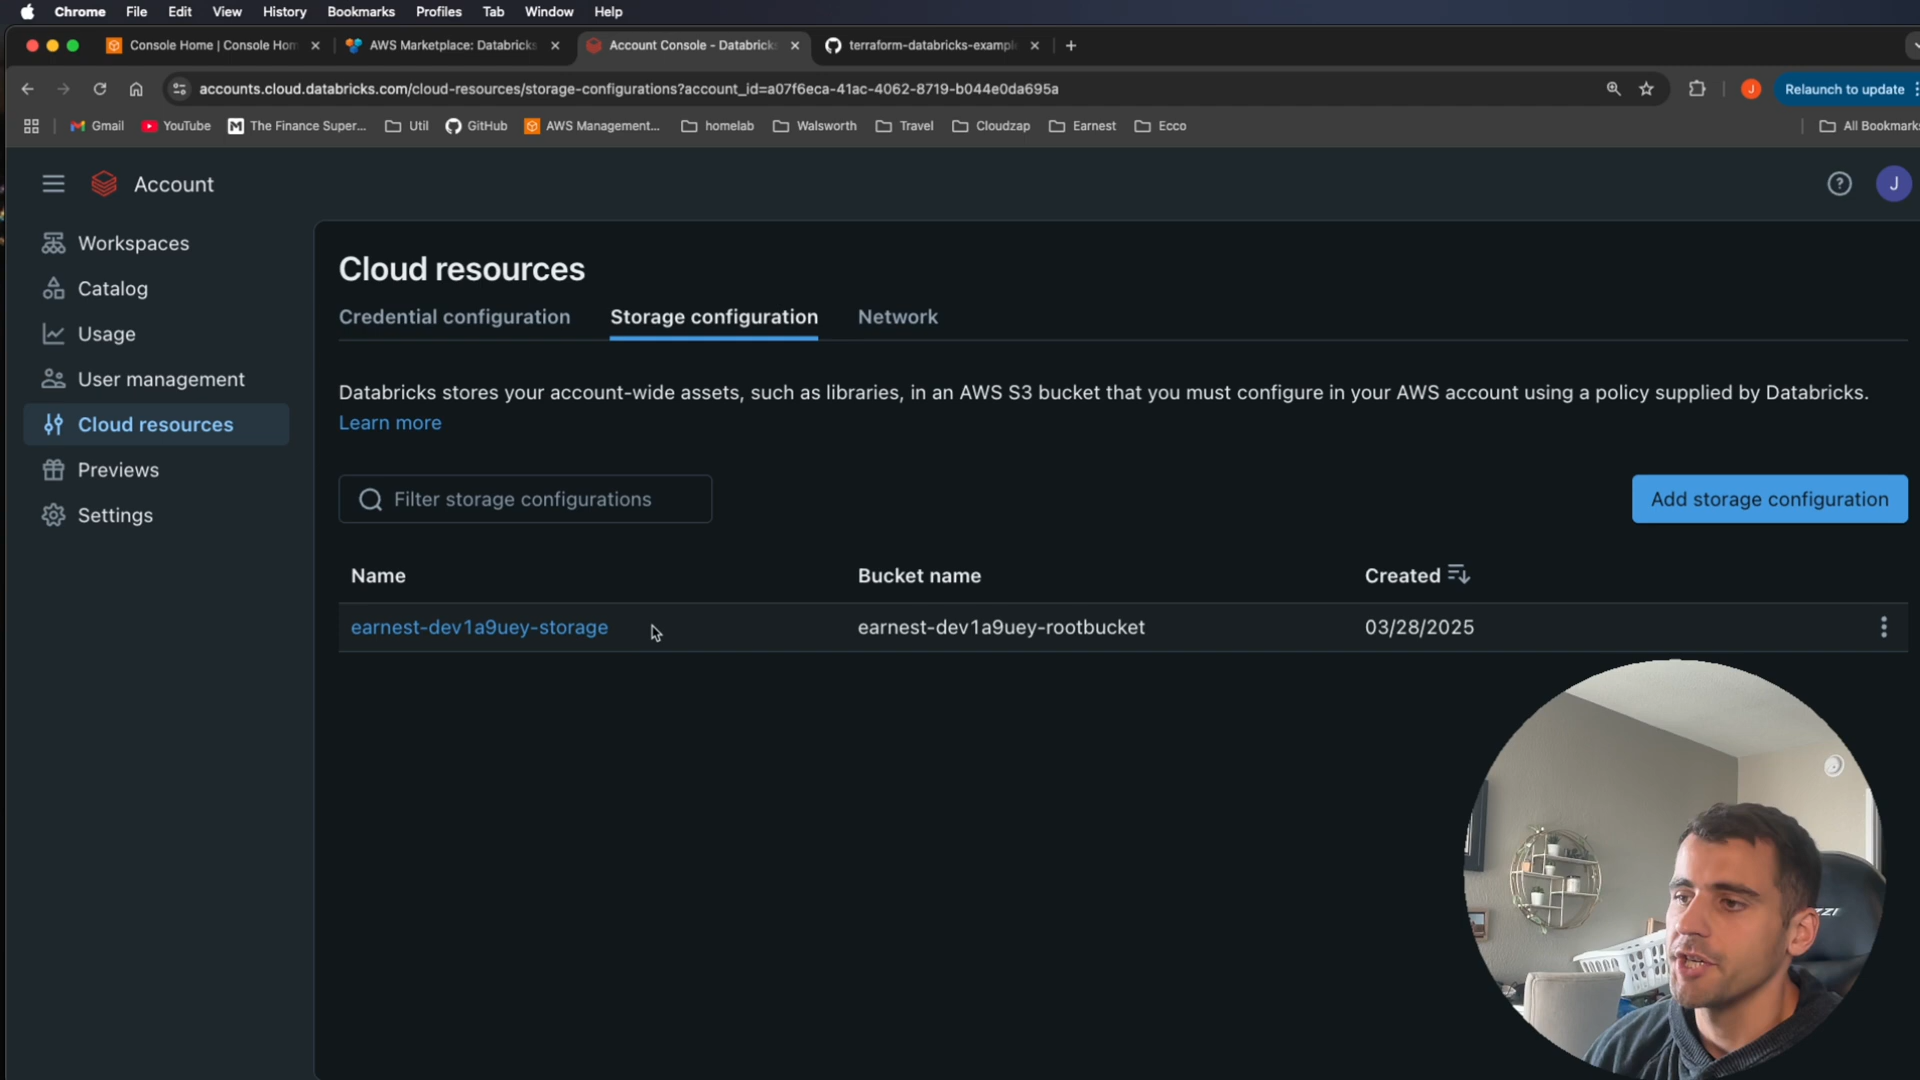 Chrome File Edit View History Bookmarks Profiles Tab Window Help
Console Home | Console Hom
AWS Marketplace: Databricks
Account Console - Databrick
terraform-databricks-exampl
accounts.cloud.databricks.com/cloud-resources/storage-configurations?account_id=a07f6eca-41ac-4062-8719-b044e0da695a
J
Relaunch to update
Gmail YouTube The Finance Super... Util GitHub AWS Management... homelab Walsworth Travel Cloudzap Earnest Ecco All Bookmarks
Account
J
Workspaces
Catalog
Usage
User management
Cloud resources
Previews
Settings
Cloud resources
Credential configuration Storage configuration Network
Databricks stores your account-wide assets, such as libraries, in an AWS S3 bucket that you must configure in your AWS account using a policy supplied by Databricks.
Learn more
Filter storage configurations
Add storage configuration
Name Bucket name Created
earnest-dev1a9uey-storage earnest-dev1a9uey-rootbucket 03/28/2025